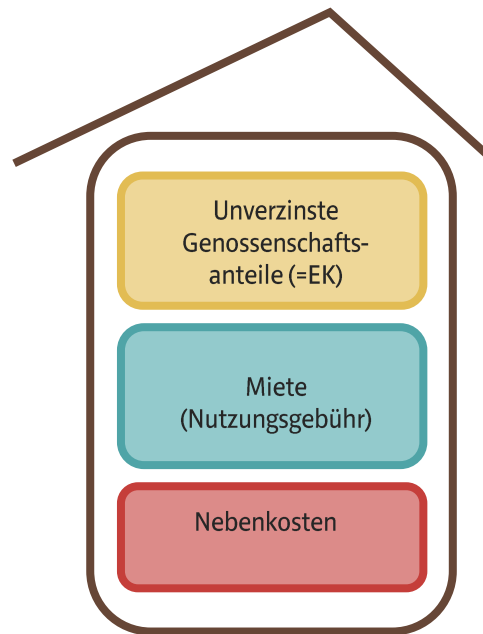 Unverzinste
Genossenschafts-
anteile (=EK)
Miete
(Nutzungsgebühr)
Nebenkosten